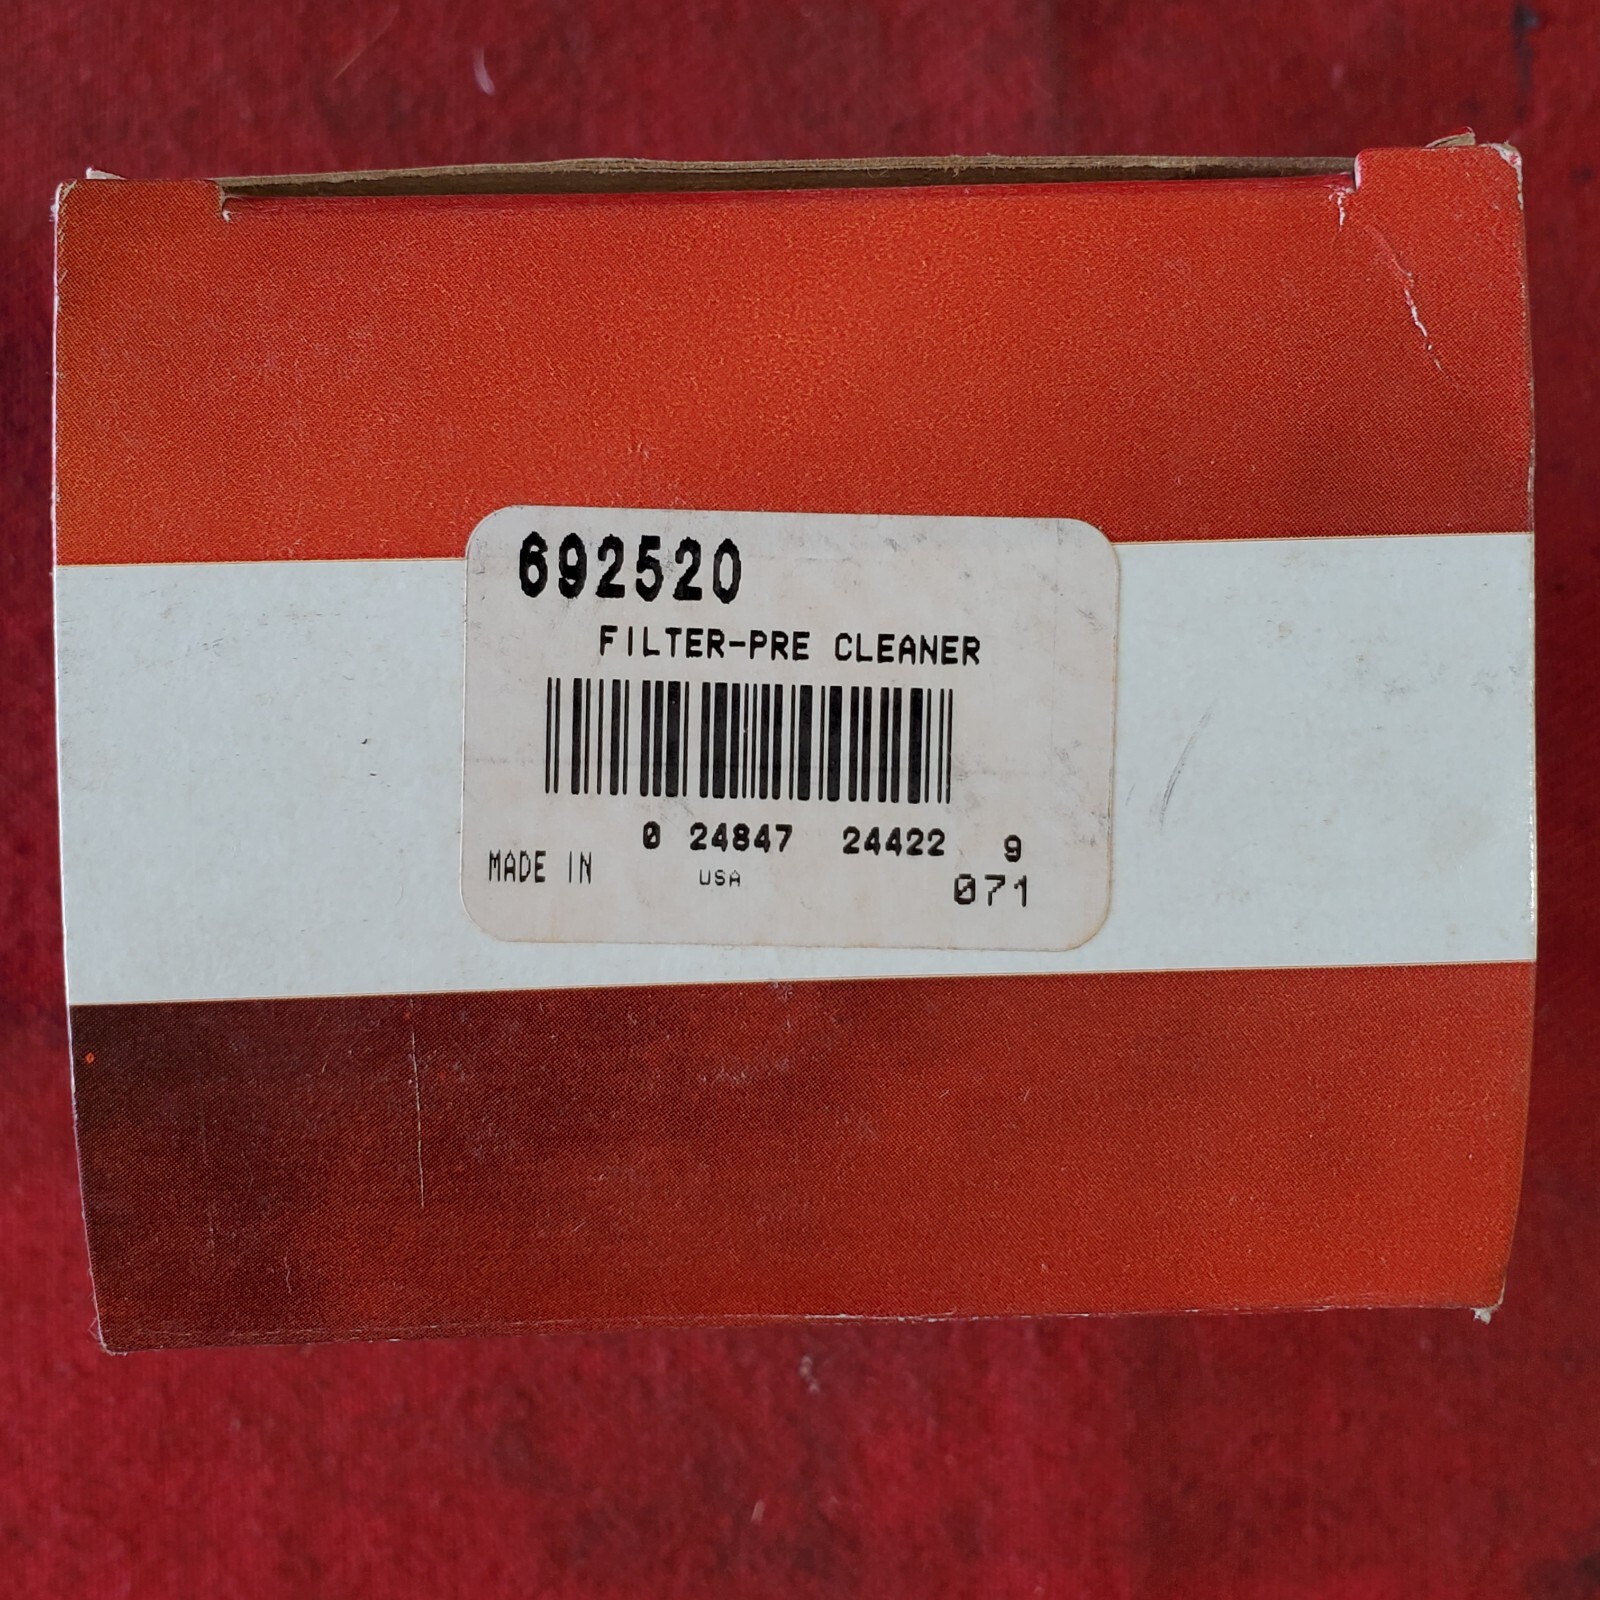 692520
FILTER-PRE CLEANER
0 24847 24422 9
MADE IN USA
071